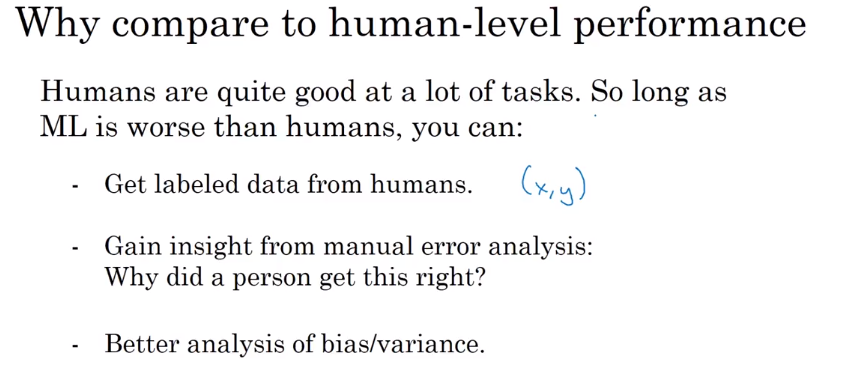 Why compare to human-level performance
Humans are quite good at a lot of tasks. So long as
ML is worse than humans, you can:
- Get labeled data from humans. (x,y)
- Gain insight from manual error analysis:
Why did a person get this right?
- Better analysis of bias/variance.